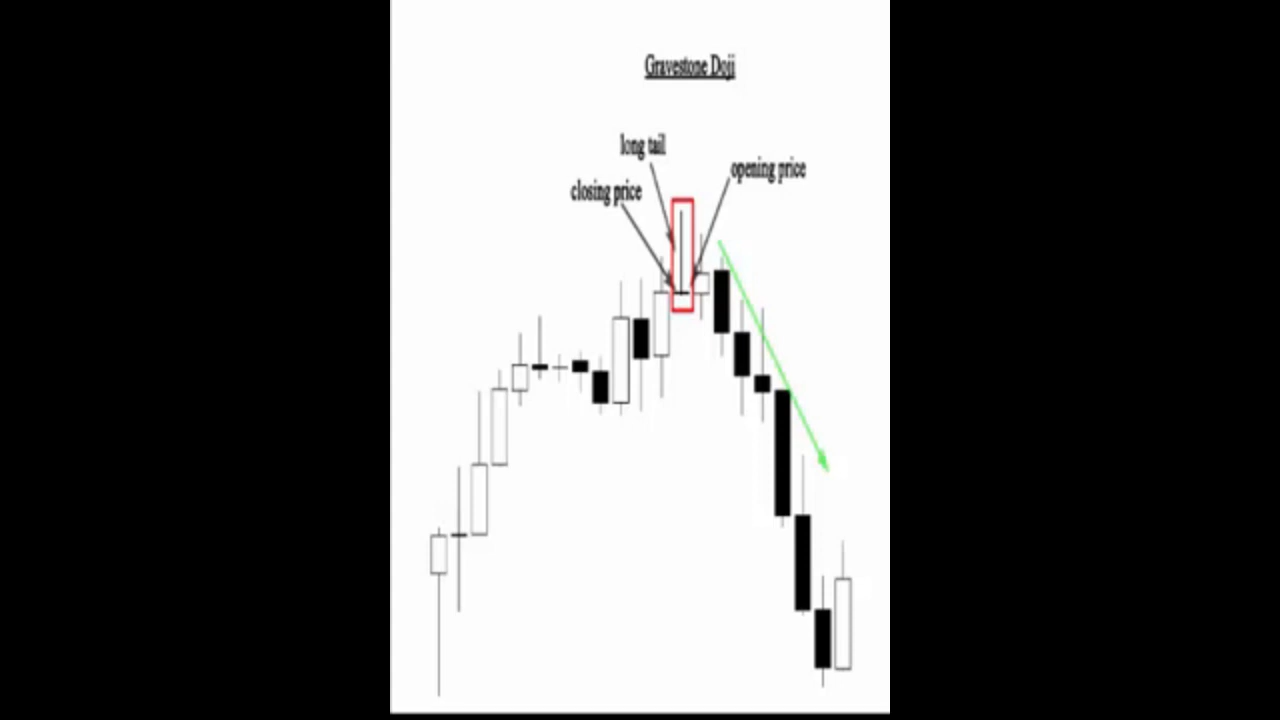 Gravestone Doji
long tail
opening price
closing price